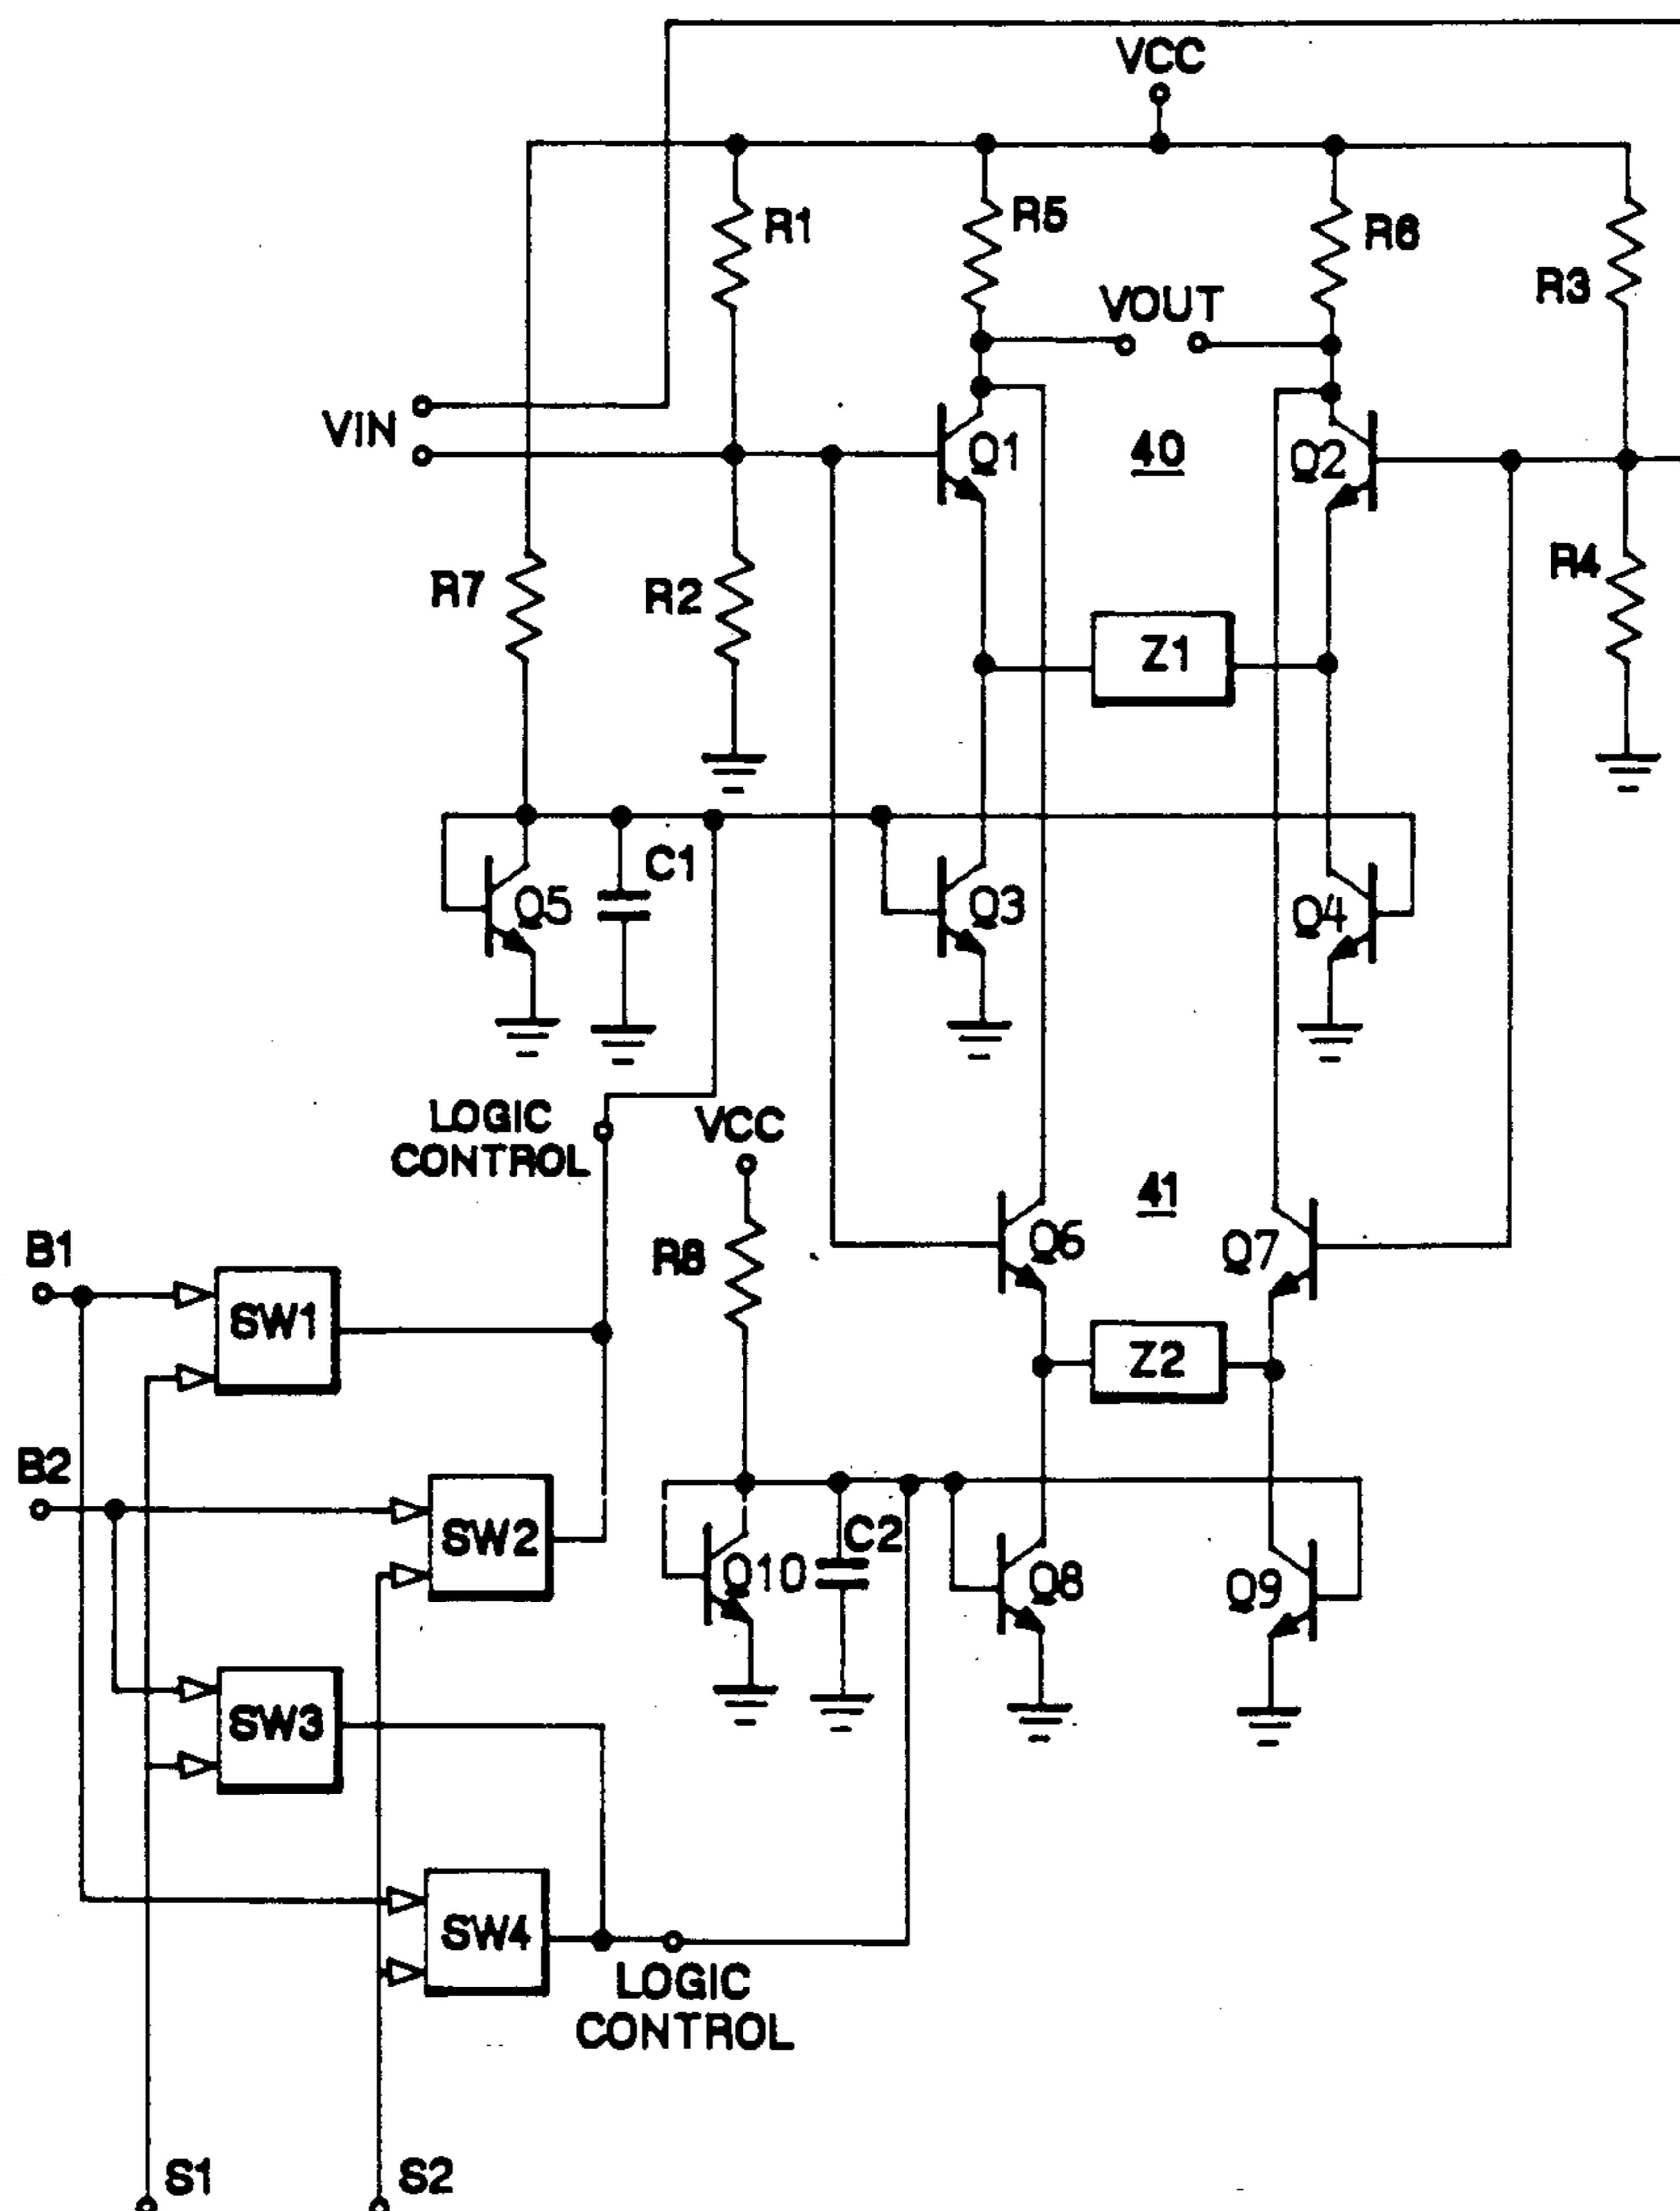 VCC
R1
R5
R6
R3
VOUT
VIN
Q1
40
Q2
R7
R2
R4
Z1
C1
Q5
Q3
Q4
LOGIC
CONTROL
VCC
41
B1
R8
Q6
Q7
SW1
Z2
B2
SW2
C2
Q10
Q8
Q9
SW3
SW4
LOGIC
CONTROL
S1
S2